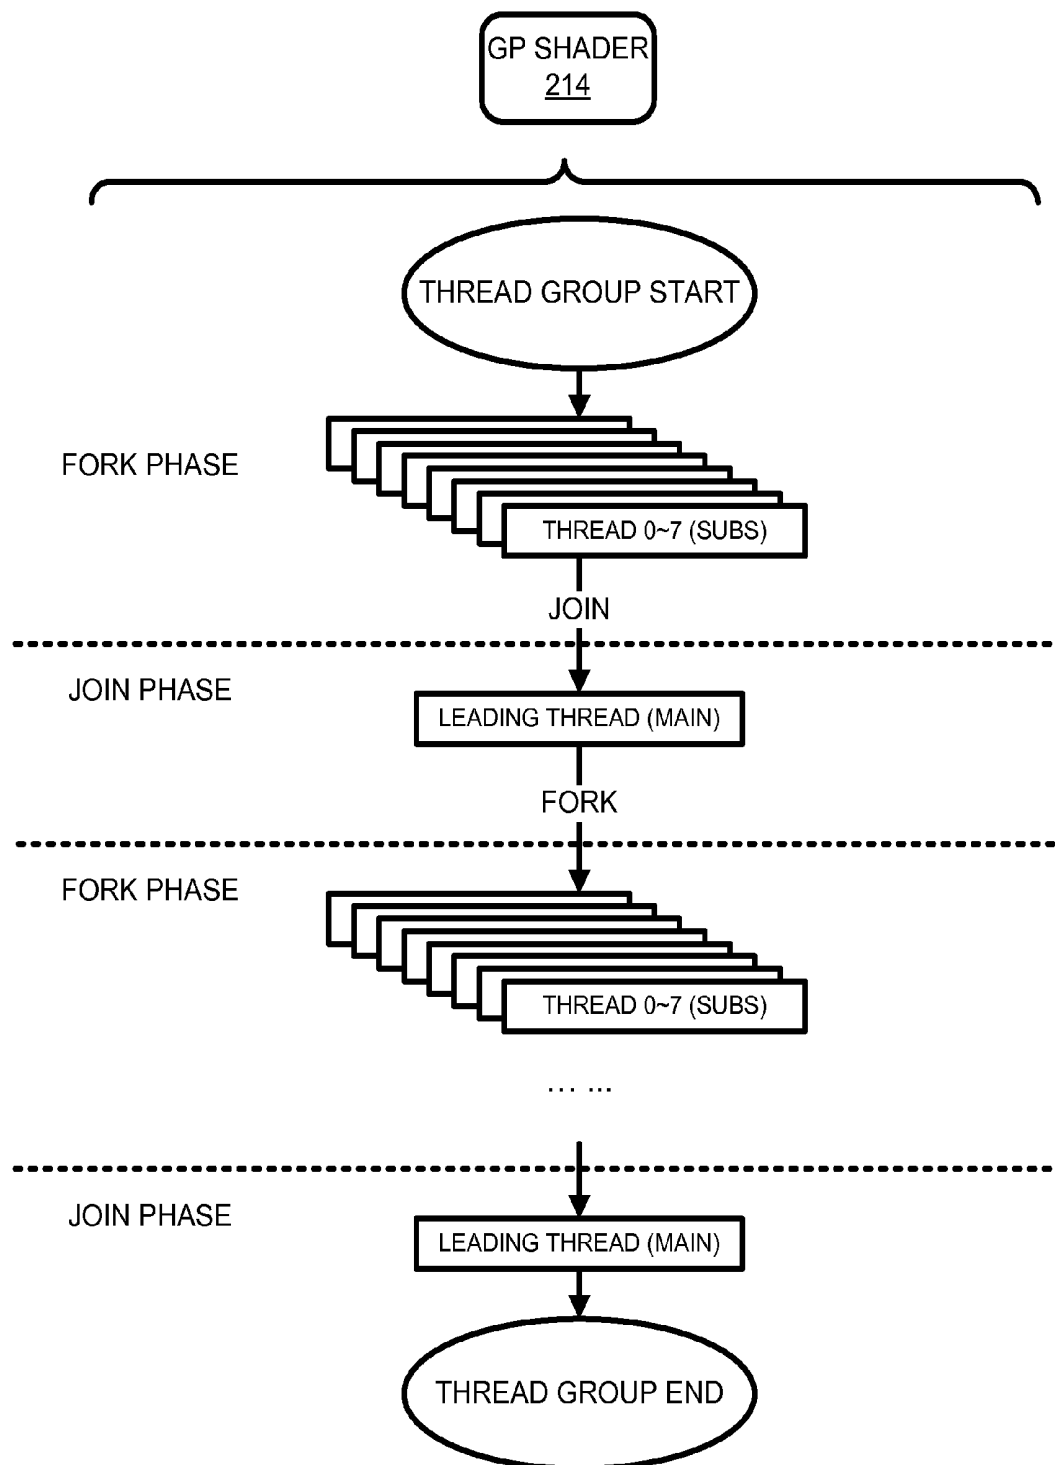 GP SHADER
214
THREAD GROUP START
FORK PHASE
THREAD 0~7 (SUBS)
JOIN
JOIN PHASE
LEADING THREAD (MAIN)
FORK
FORK PHASE
THREAD 0~7 (SUBS)
... ...
JOIN PHASE
LEADING THREAD (MAIN)
THREAD GROUP END